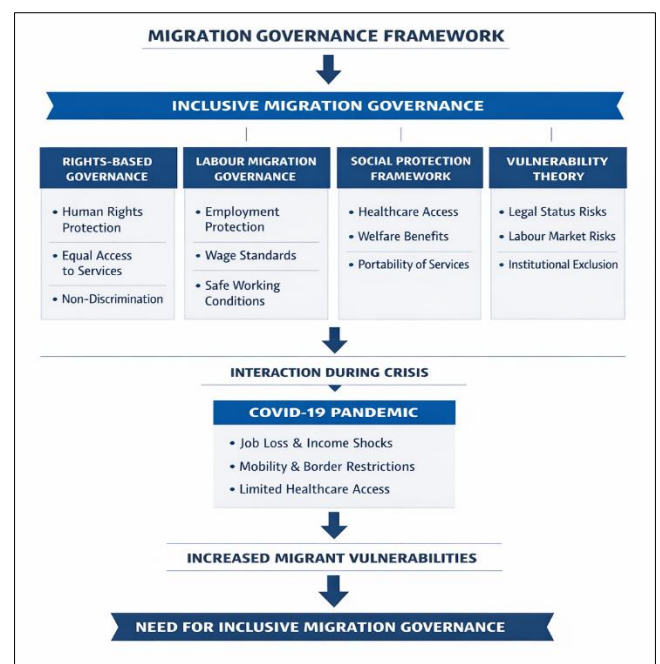 MIGRATION GOVERNANCE FRAMEWORK
INCLUSIVE MIGRATION GOVERNANCE
RIGHTS-BASED
GOVERNANCE
• Human Rights
Protection
• Equal Access
to Services
• Non-Discrimination
LABOUR MIGRATION
GOVERNANCE
• Employment
Protection
• Wage Standards
• Safe Working
Conditions
SOCIAL PROTECTION
FRAMEWORK
• Healthcare Access
• Welfare Benefits
• Portability of Services
VULNERABILITY
THEORY
• Legal Status Risks
• Labour Market Risks
• Institutional Exclusion
INTERACTION DURING CRISIS
COVID-19 PANDEMIC
• Job Loss & Income Shocks
• Mobility & Border Restrictions
• Limited Healthcare Access
INCREASED MIGRANT VULNERABILITIES
NEED FOR INCLUSIVE MIGRATION GOVERNANCE